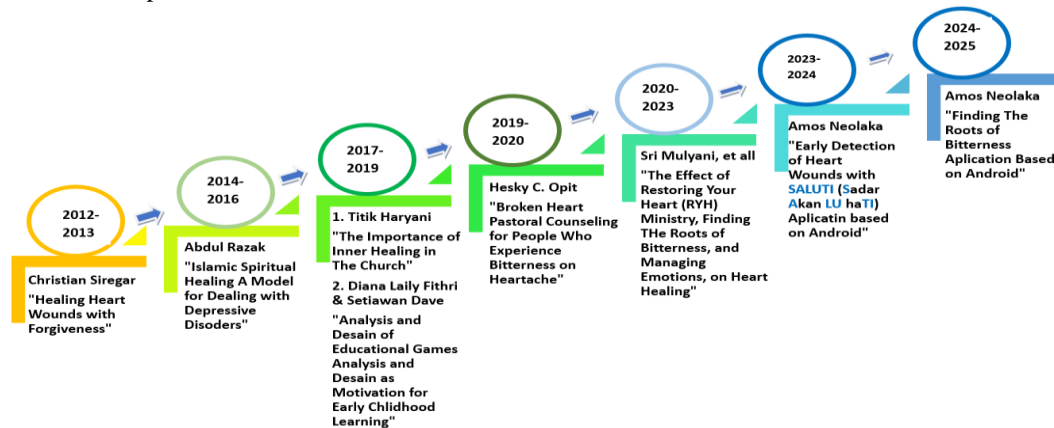 2012-
2013
Christian Siregar
"Healing Heart
Wounds with
Forgiveness"
2014-
2016
Abdul Razak
"Islamic Spiritual
Healing A Model
for Dealing with
Depressive
Disoders"
2017-
2019
1. Titik Haryani
"The Importance of
Inner Healing in
The Church"
2. Diana Laily Fithri
& Setiawan Dave
"Analysis and
Desain of
Educational Games
Analysis and
Desain as
Motivation for
Early Chlidhood
Learning"
2019-
2020
Hesky C. Opit
"Broken Heart
Pastoral Counseling
for People Who
Experience
Bitterness on
Heartache"
2020-
2023
Sri Mulyani, et all
"The Effect of
Restoring Your
Heart (RYH)
Ministry, Finding
THe Roots of
Bitterness, and
Managing
Emotions, on Heart
Healing"
2023-
2024
Amos Neolaka
"Early Detection
of Heart
Wounds with
SALUTI (Sadar
Akan LU haTI)
Aplicatin based
on Android"
2024-
2025
Amos Neolaka
"Finding The
Roots of
Bitterness
Aplication Based
on Android"